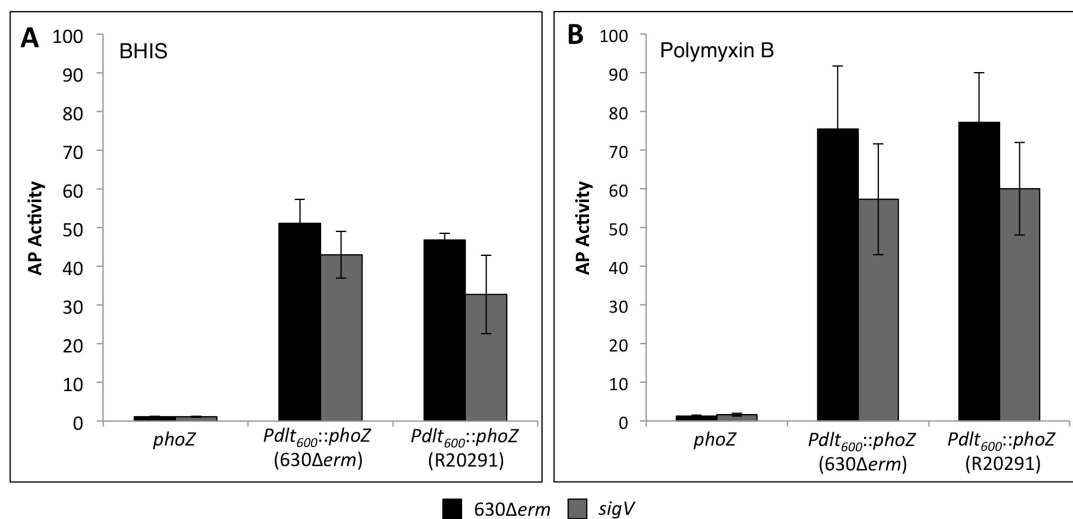 A
BHIS
100
90
80
70
60
50
40
30
20
10
0
AP Activity
phoZ
Pdlt600::phoZ
(630Δerm)
Pdlt600::phoZ
(R20291)
B
Polymyxin B
100
90
80
70
60
50
40
30
20
10
0
AP Activity
phoZ
Pdlt600::phoZ
(630Δerm)
Pdlt600::phoZ
(R20291)
630Δerm sigV